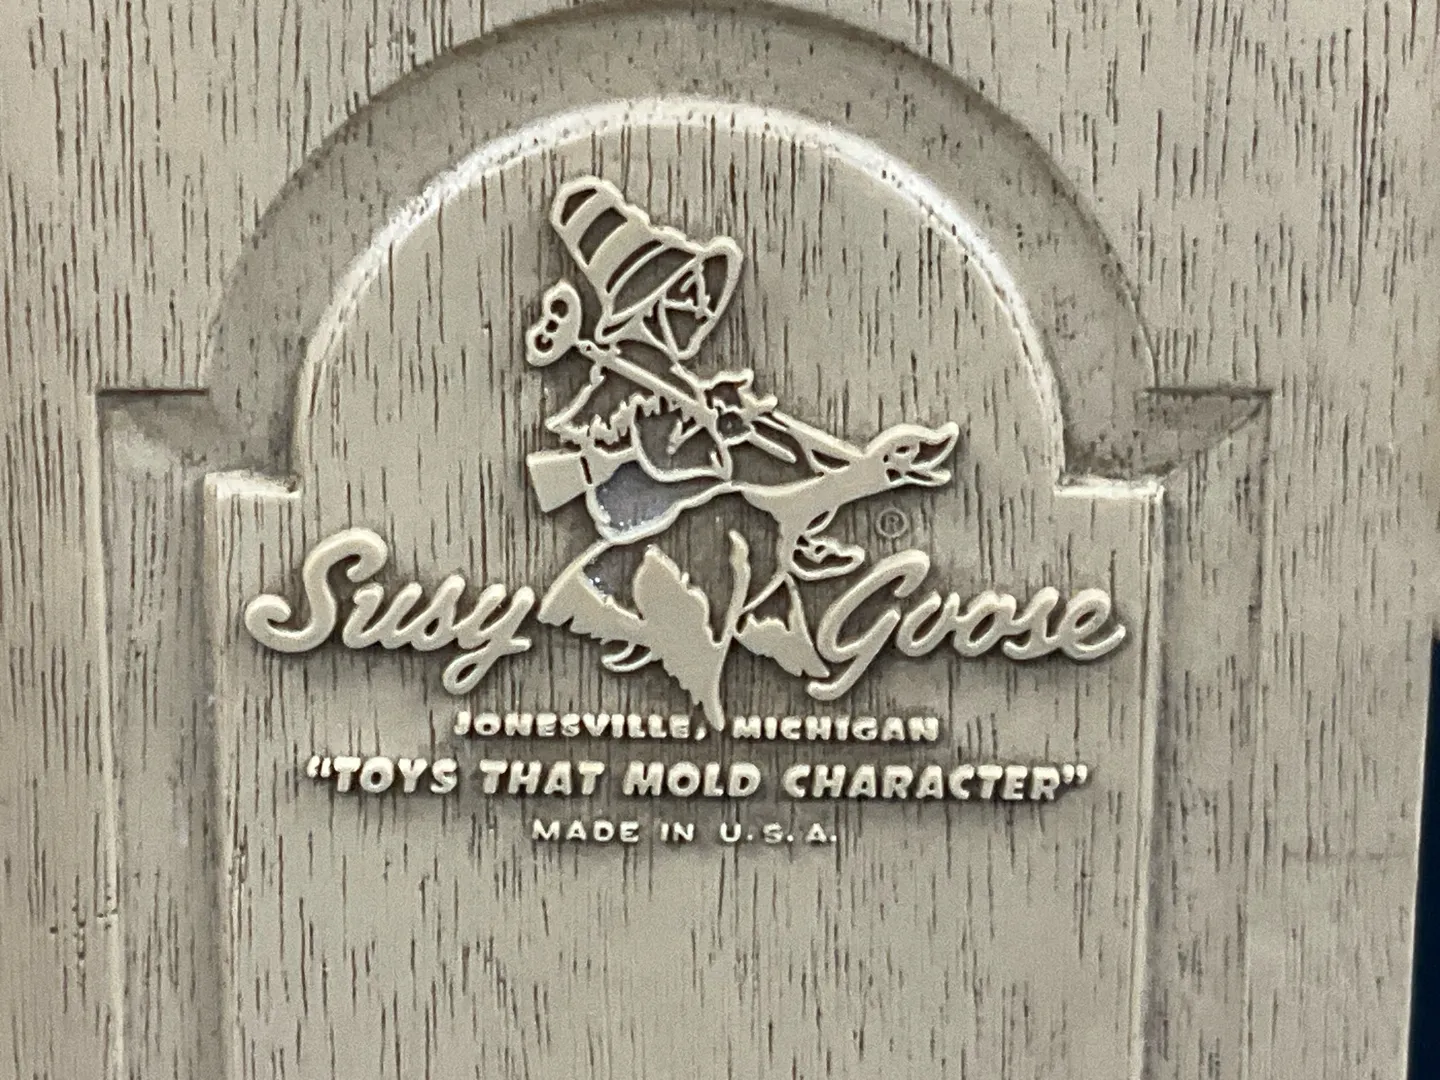 ®
Susy Goose
JONESVILLE, MICHIGAN
"TOYS THAT MOLD CHARACTER"
MADE IN U.S.A.